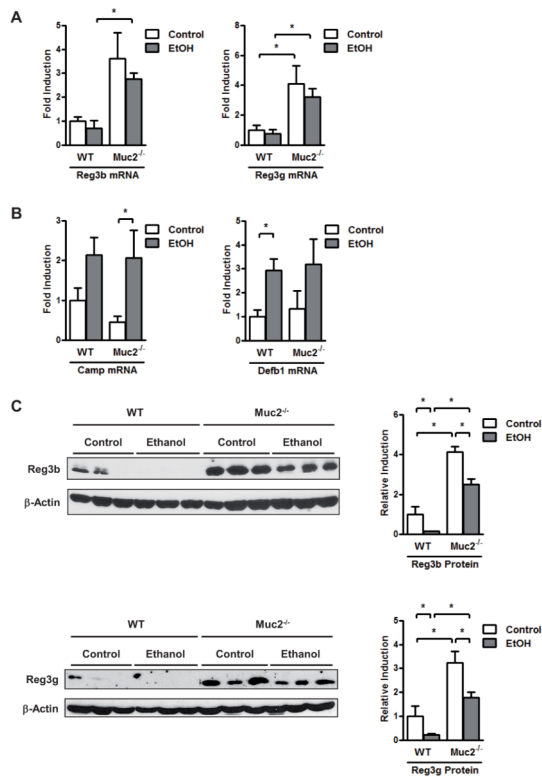 A
*
Control
EtOH
Fold Induction
5
4
3
2
1
0
WT Muc2-/-
Reg3b mRNA
*
*
Control
EtOH
Fold Induction
8
6
4
2
0
WT Muc2-/-
Reg3g mRNA
B
*
Control
EtOH
Fold Induction
3
2
1
0
WT Muc2-/-
Camp mRNA
*
Control
EtOH
Fold Induction
5
4
3
2
1
0
WT Muc2-/-
Defb1 mRNA
C
WT Muc2-/-
Control Ethanol Control Ethanol
Reg3b
β-Actin
* *
* *
Control
EtOH
Relative Induction
6
4
2
0
WT Muc2-/-
Reg3b Protein
WT Muc2-/-
Control Ethanol Control Ethanol
Reg3g
β-Actin
* *
* *
Control
EtOH
Relative Induction
5
4
3
2
1
0
WT Muc2-/-
Reg3g Protein